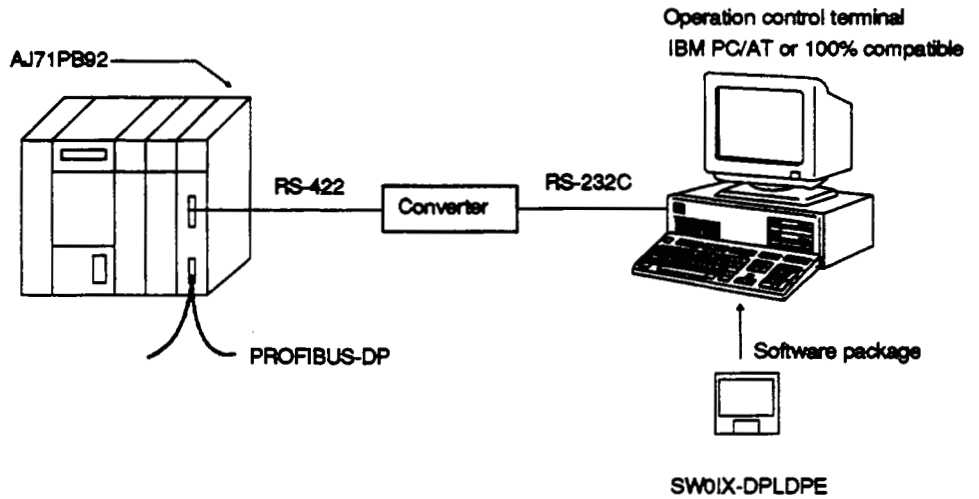 Operation control terminal
IBM PC/AT or 100% compatible
AJ71PB92
RS-422
Converter
RS-232C
PROFIBUS-DP
Software package
SW0IX-DPLDPE